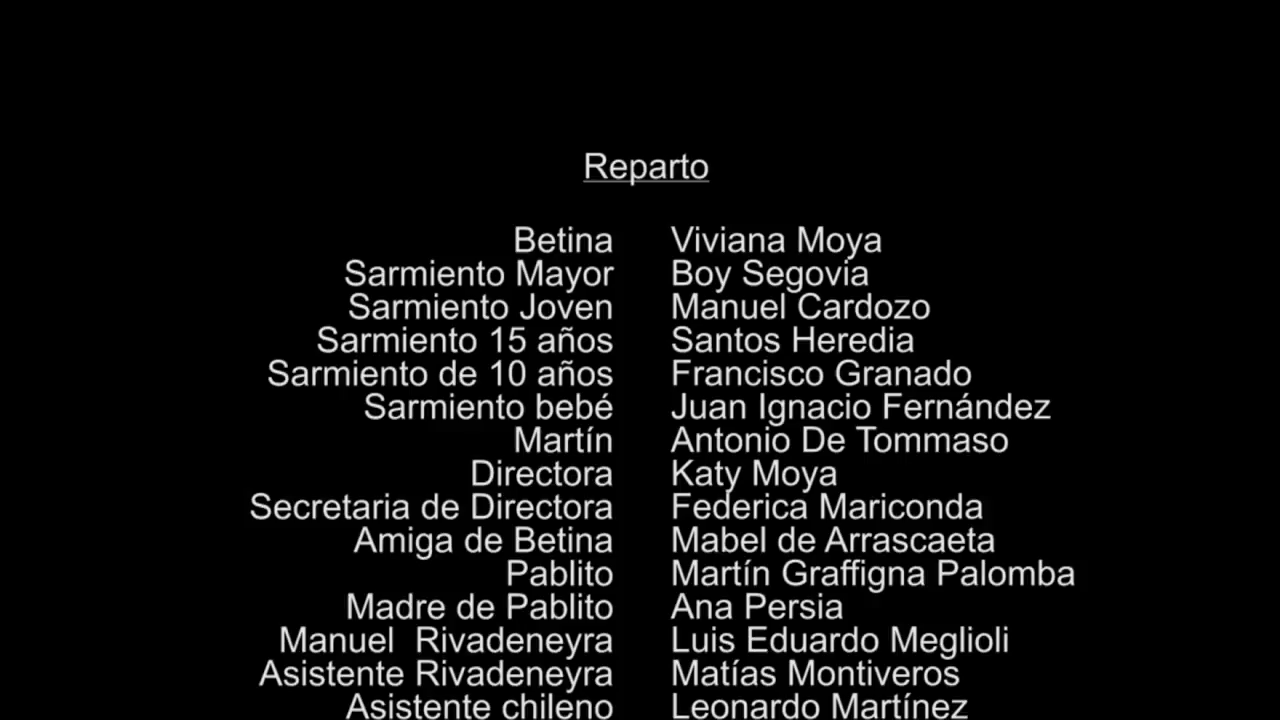 Reparto
Betina Viviana Moya
Sarmiento Mayor Boy Segovia
Sarmiento Joven Manuel Cardozo
Sarmiento 15 años Santos Heredia
Sarmiento de 10 años Francisco Granado
Sarmiento bebé Juan Ignacio Fernández
Martín Antonio De Tommaso
Directora Katy Moya
Secretaria de Directora Federica Mariconda
Amiga de Betina Mabel de Arrascaeta
Pablito Martín Graffigna Palomba
Madre de Pablito Ana Persia
Manuel  Rivadeneyra Luis Eduardo Meglioli
Asistente Rivadeneyra Matías Montiveros
Asistente chileno Leonardo Martínez